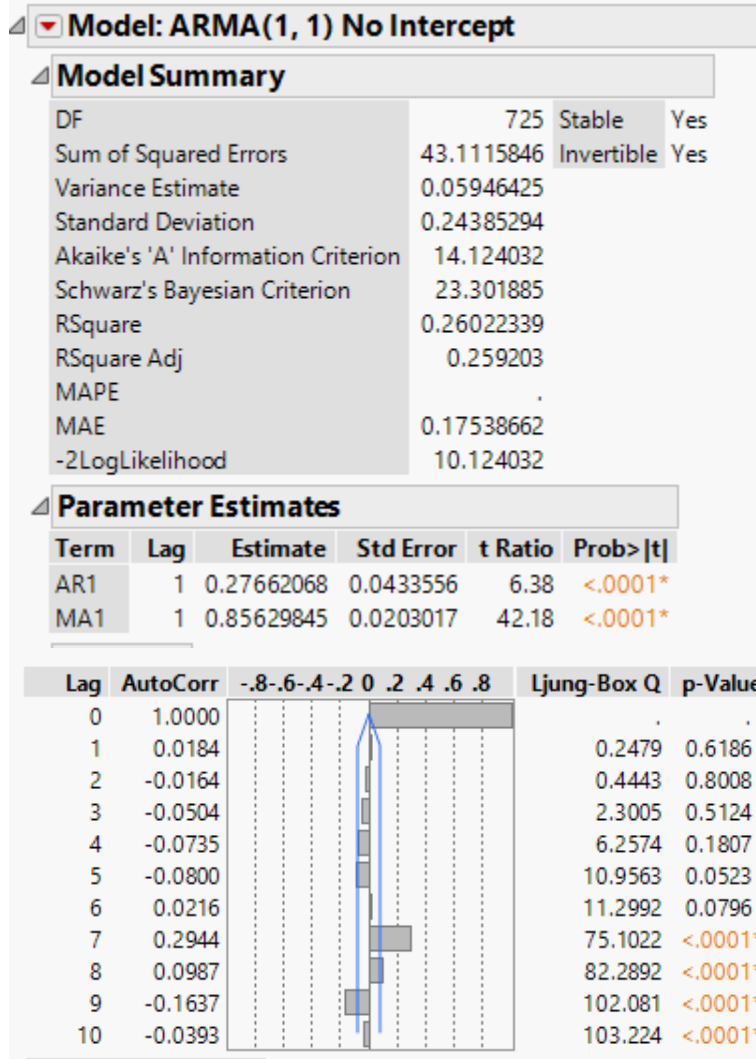 Model: ARMA(1, 1) No Intercept
Model Summary
DF 725 Stable Yes
Sum of Squared Errors 43.1115846 Invertible Yes
Variance Estimate 0.05946425
Standard Deviation 0.24385294
Akaike's 'A' Information Criterion 14.124032
Schwarz's Bayesian Criterion 23.301885
RSquare 0.26022339
RSquare Adj 0.259203
MAPE .
MAE 0.17538662
-2LogLikelihood 10.124032
Parameter Estimates
Term Lag Estimate Std Error t Ratio Prob>|t|
AR1 1 0.27662068 0.0433556 6.38 <.0001*
MA1 1 0.85629845 0.0203017 42.18 <.0001*
Lag AutoCorr -.8-.6-.4-.2 0 .2 .4 .6 .8 Ljung-Box Q p-Value
0 1.0000 . .
1 0.0184 0.2479 0.6186
2 -0.0164 0.4443 0.8008
3 -0.0504 2.3005 0.5124
4 -0.0735 6.2574 0.1807
5 -0.0800 10.9563 0.0523
6 0.0216 11.2992 0.0796
7 0.2944 75.1022 <.0001*
8 0.0987 82.2892 <.0001*
9 -0.1637 102.081 <.0001*
10 -0.0393 103.224 <.0001*